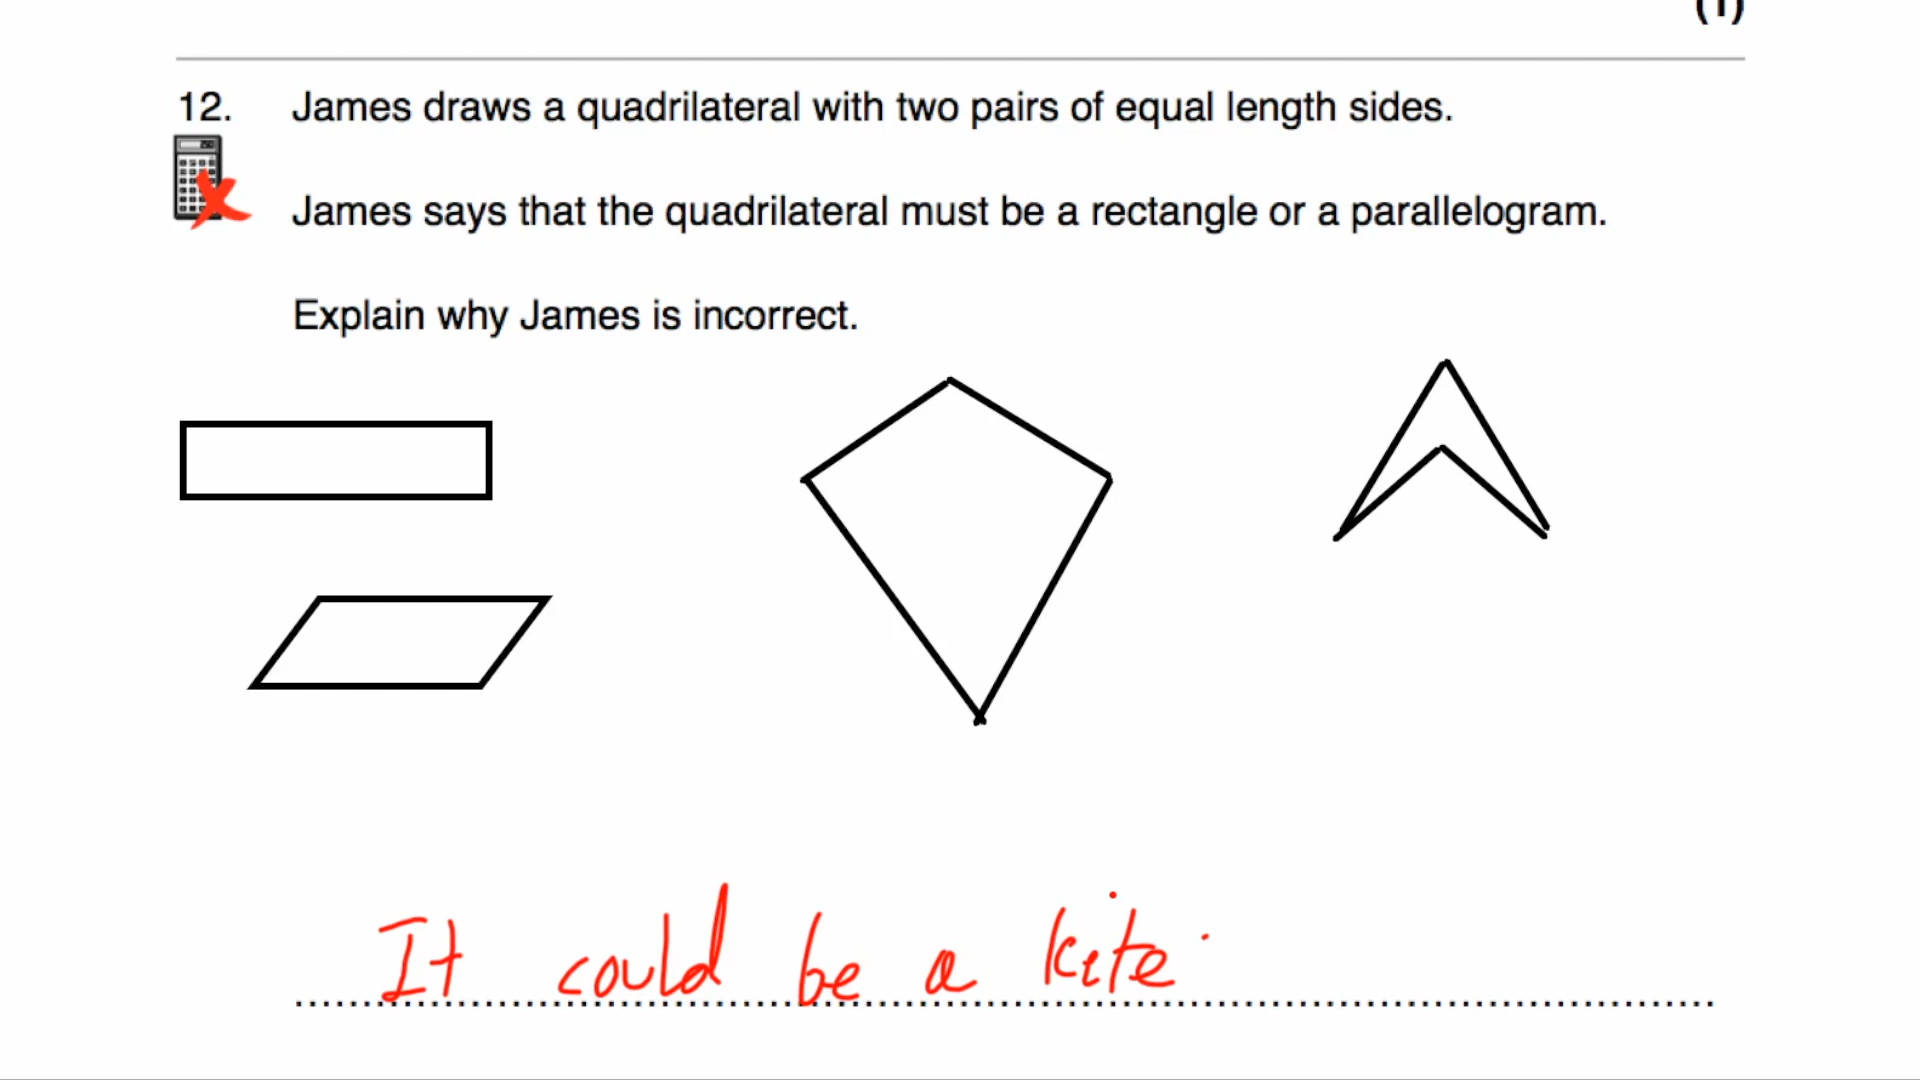 (1)
12. James draws a quadrilateral with two pairs of equal length sides.
James says that the quadrilateral must be a rectangle or a parallelogram.
Explain why James is incorrect.
It could be a kite.